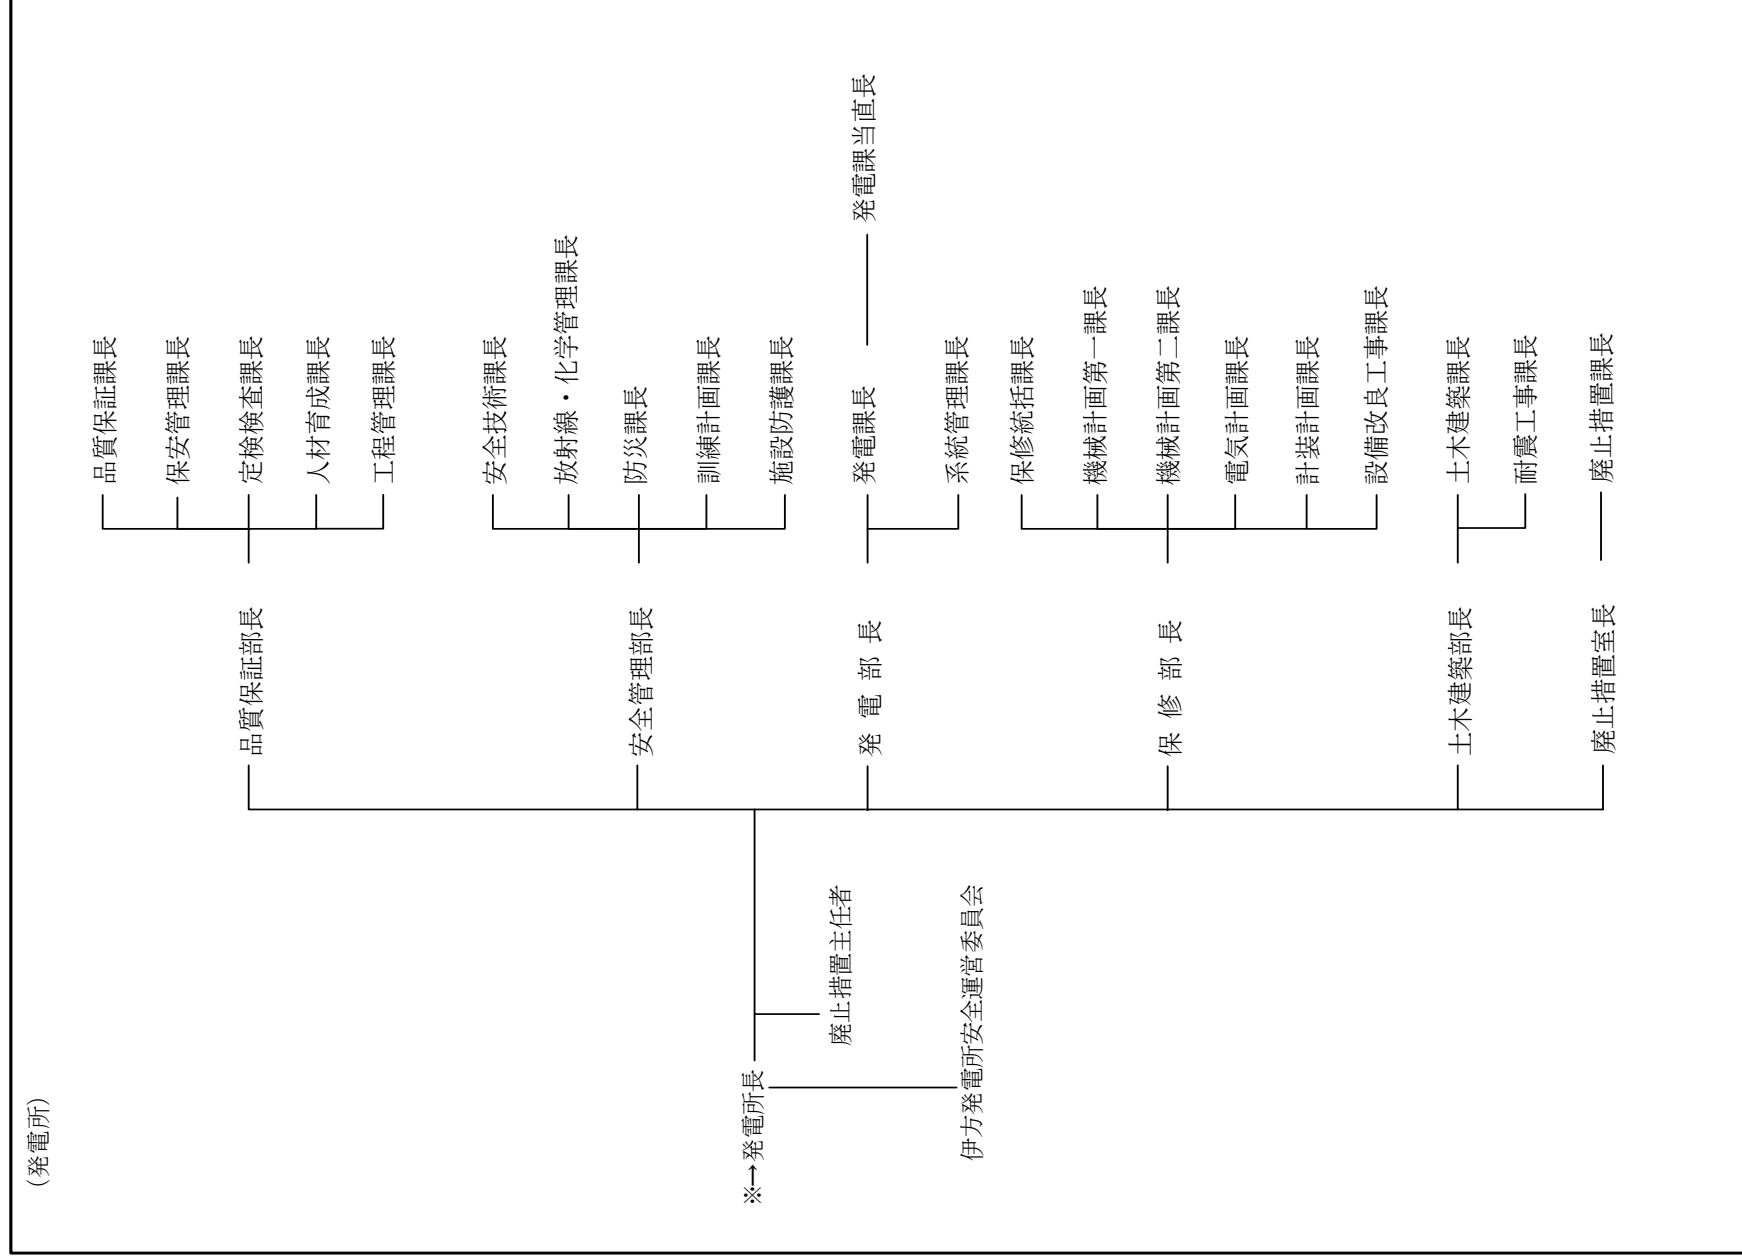 (発電所)
※→発電所長
廃止措置主任者
伊方発電所安全運営委員会
品質保証部長
品質保証課長
保安管理課長
定検検査課長
人材育成課長
工程管理課長
安全管理部長
安全技術課長
放射線・化学管理課長
防災課長
訓練計画課長
施設防護課長
発電部長
発電課長
発電課当直長
系統管理課長
保修部長
保修統括課長
機械計画第一課長
機械計画第二課長
電気計画課長
計装計画課長
設備改良工事課長
土木建築部長
土木建築課長
耐震工事課長
廃止措置室長
廃止措置課長